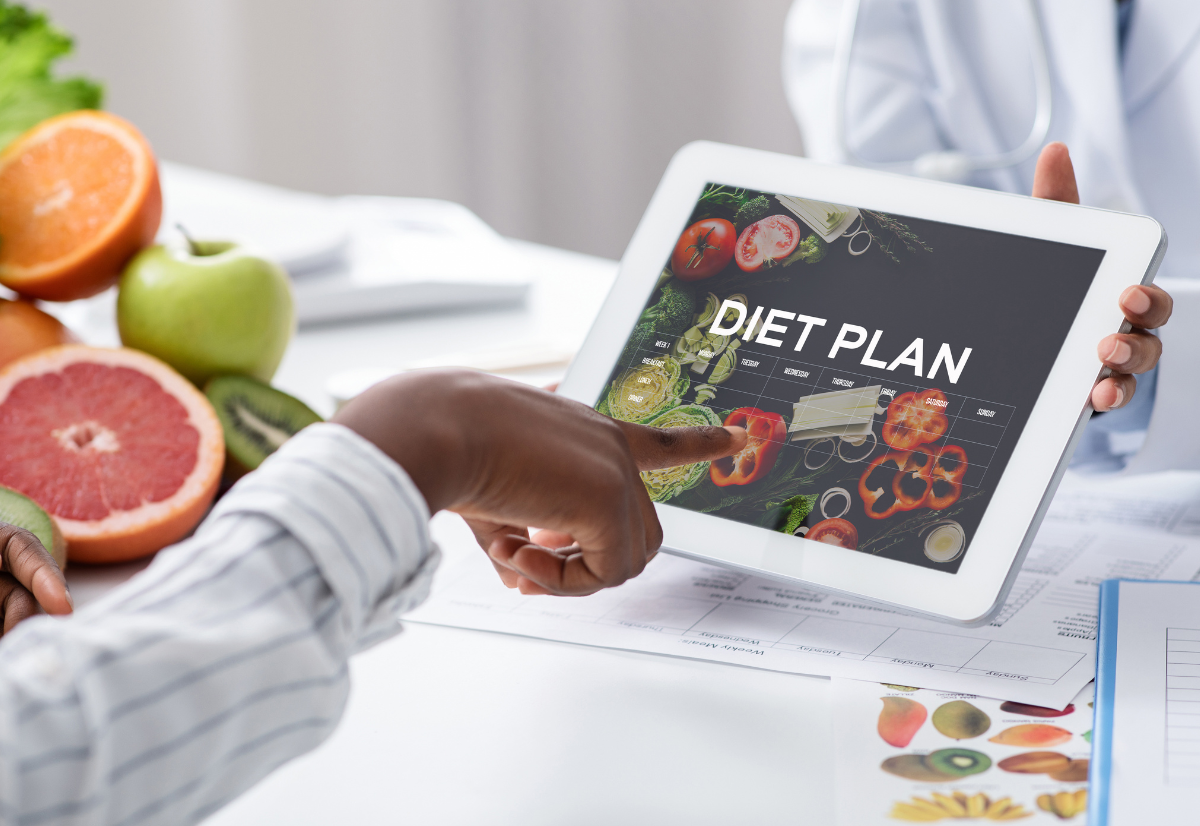 DIET PLAN
WEEK 1 MONDAY TUESDAY WEDNESDAY THURSDAY FRIDAY SATURDAY SUNDAY
BREAKFAST
LUNCH
DINNER
Grocery Shopping List
Weekly Meals
Sunday Monday Tuesday Wednesday Thursday